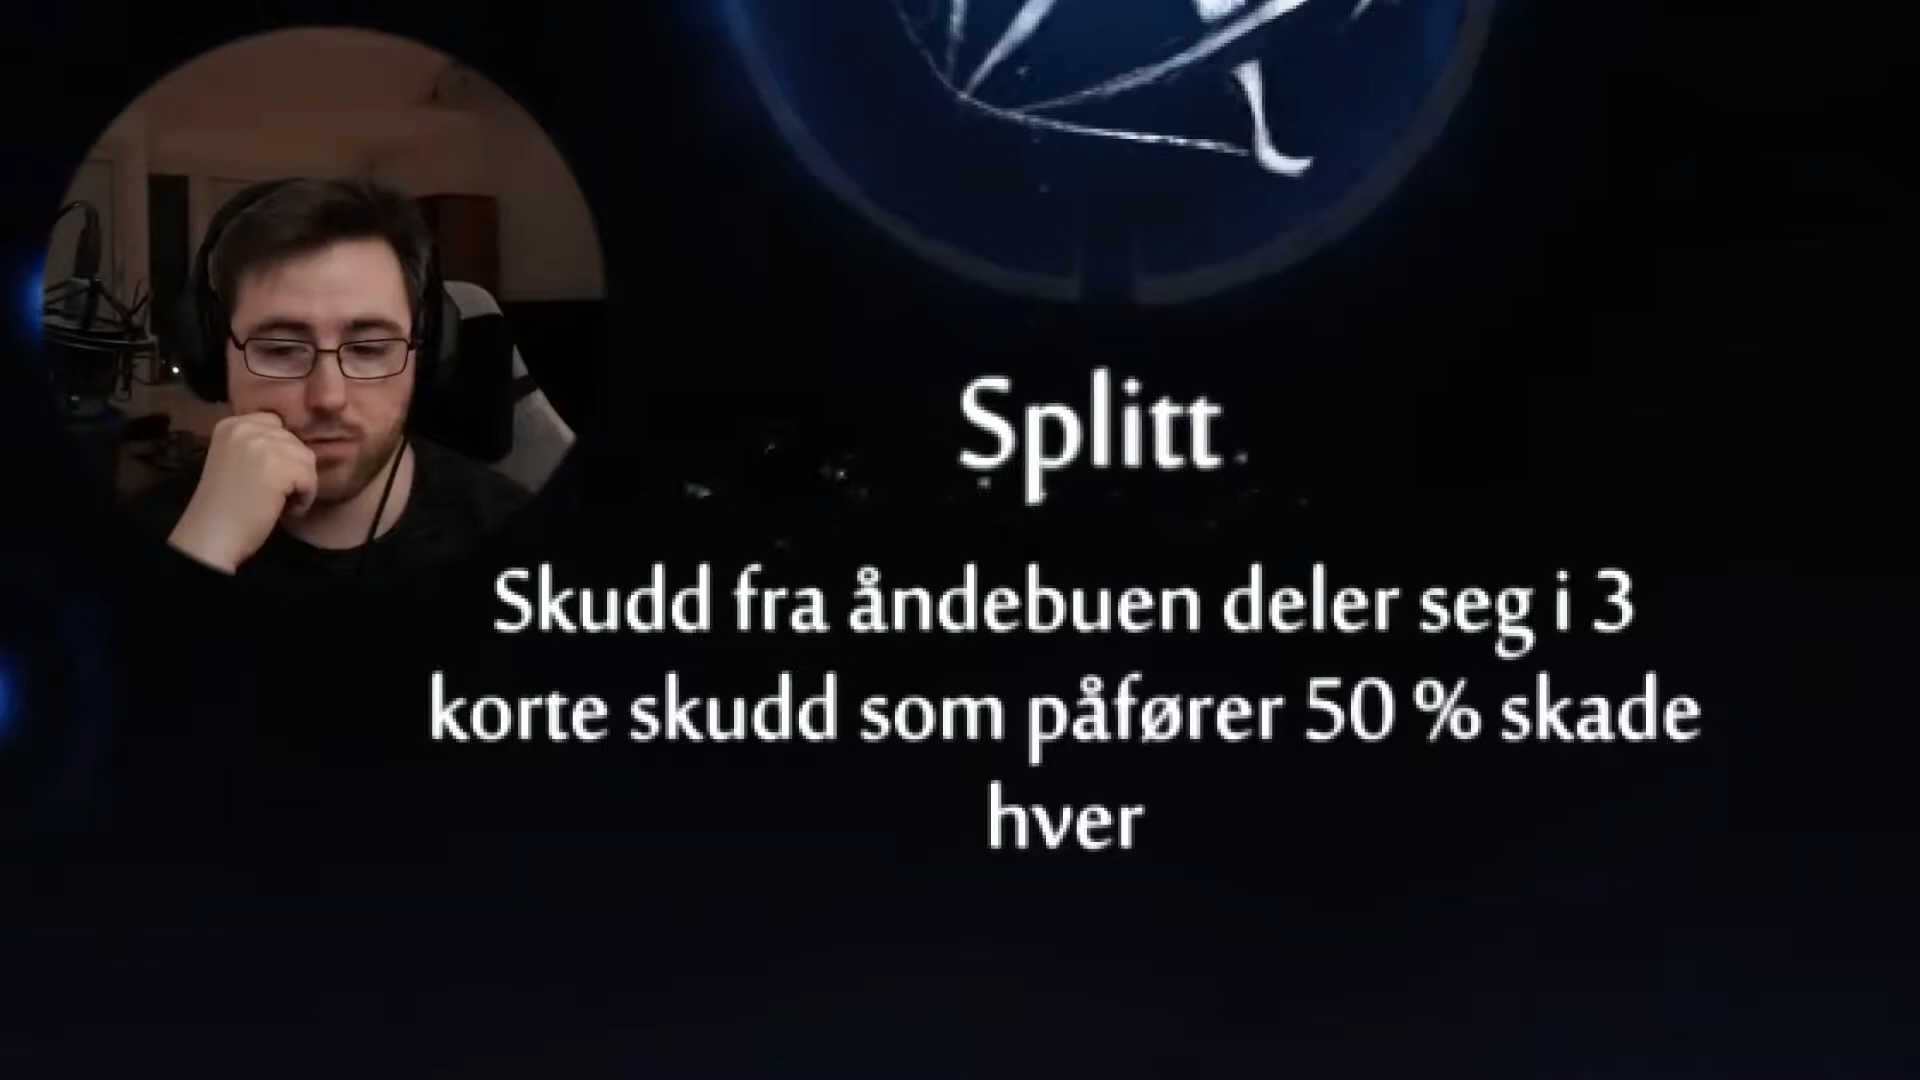 Splitt
Skudd fra åndebuen deler seg i 3
korte skudd som påfører 50 % skade
hver